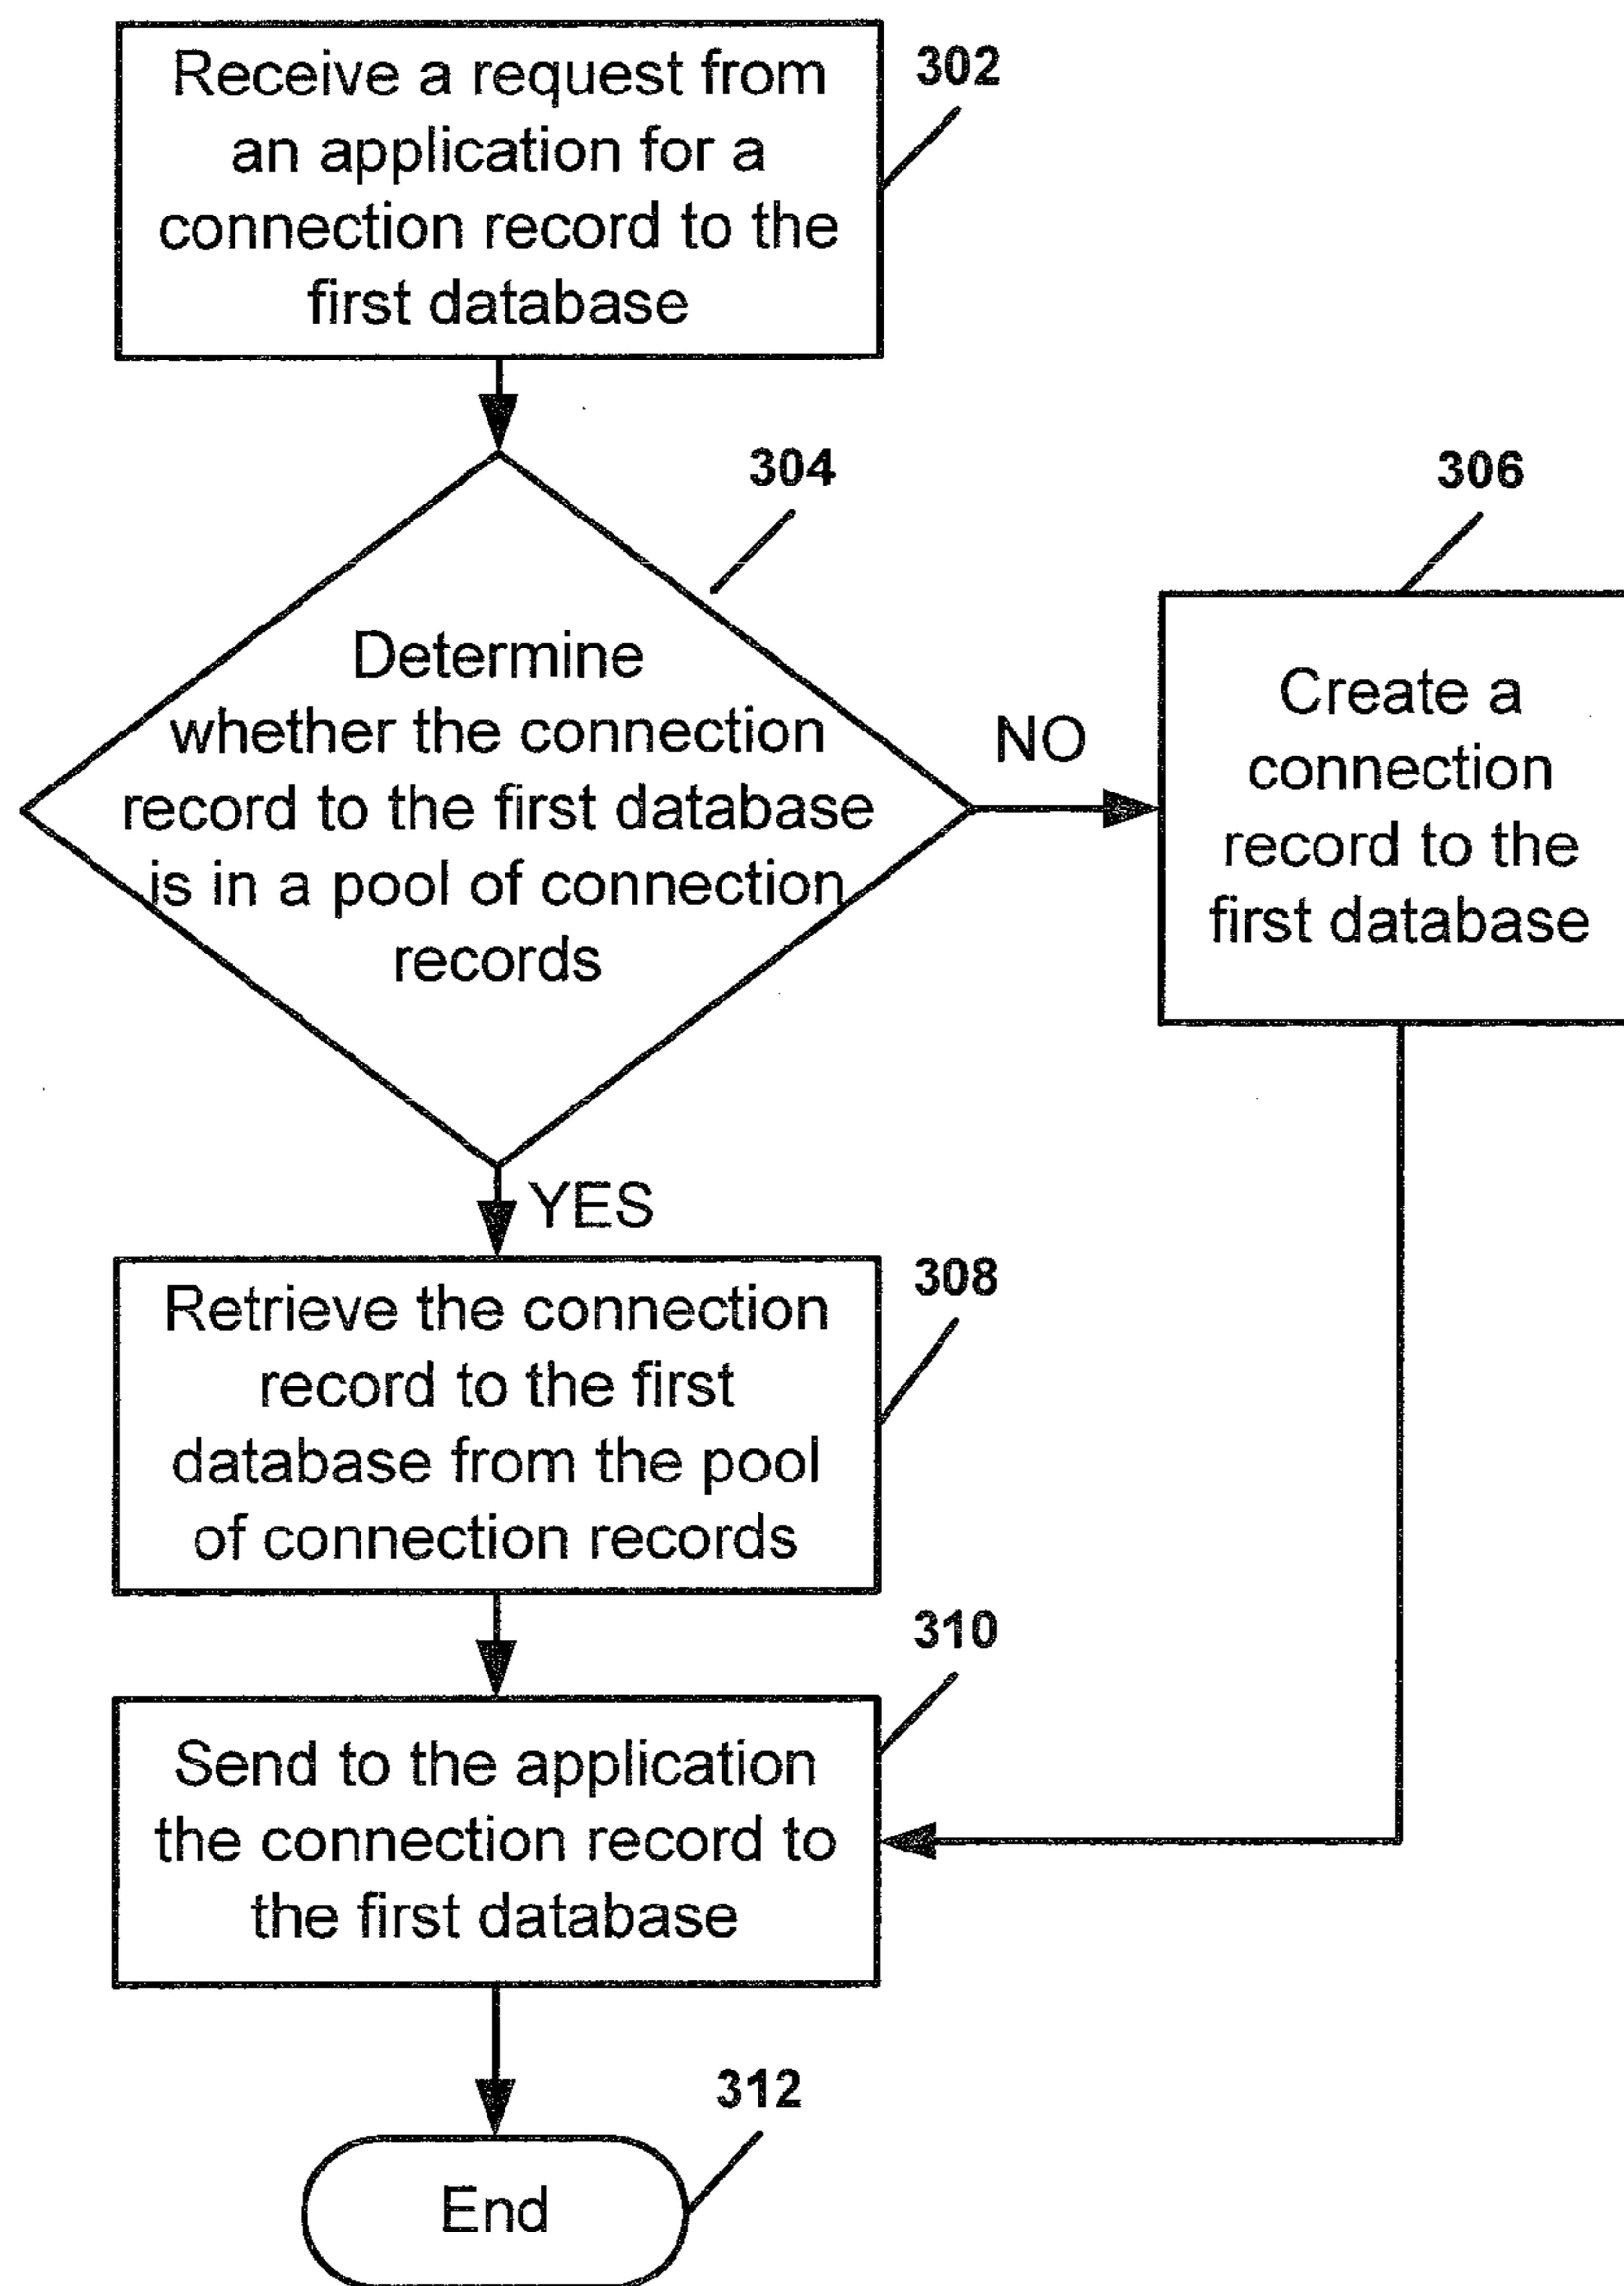 Receive a request from
an application for a
connection record to the
first database
302
304
Determine
whether the connection
record to the first database
is in a pool of connection
records
NO
306
Create a
connection
record to the
first database
YES
308
Retrieve the connection
record to the first
database from the pool
of connection records
310
Send to the application
the connection record to
the first database
312
End